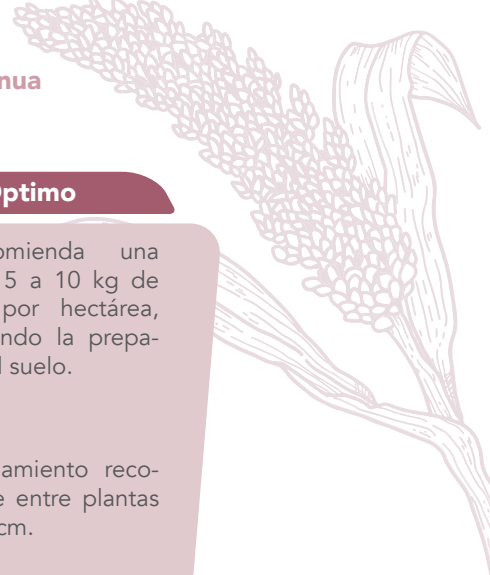 nua
ptimo
omienda una
5 a 10 kg de
por hectárea,
ndo la prepa-
l suelo.
amiento reco-
e entre plantas
cm.